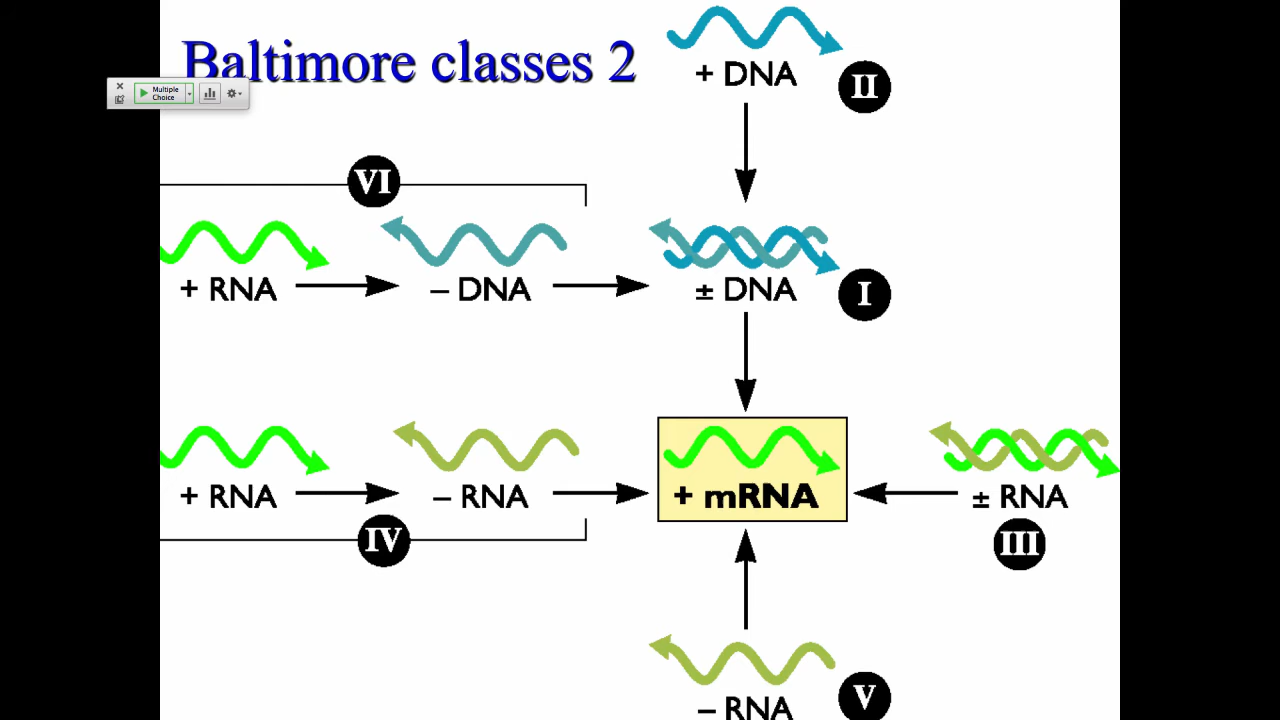 Baltimore classes 2
Multiple
Choice
+ DNA
II
VI
+ RNA
– DNA
± DNA
I
+ RNA
– RNA
+ mRNA
± RNA
IV
III
– RNA
V